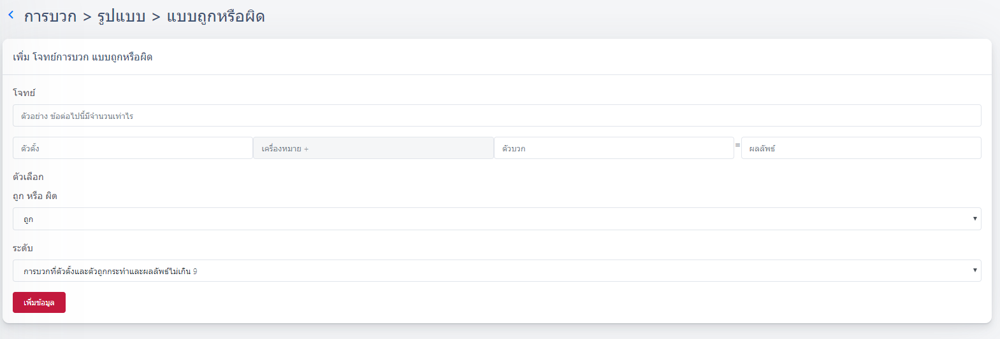 การบวก > รูปแบบ > แบบถูกหรือผิด
เพิ่ม โจทย์การบวก แบบถูกหรือผิด
โจทย์
ตัวอย่าง ข้อต่อไปนี้มีจำนวนเท่าไร
ตัวตั้ง เครื่องหมาย + ตัวบวก = ผลลัพธ์
ตัวเลือก
ถูก หรือ ผิด
ถูก
ระดับ
การบวกที่ตัวตั้งและตัวถูกกระทำและผลลัพธ์ไม่เกิน 9
เพิ่มข้อมูล